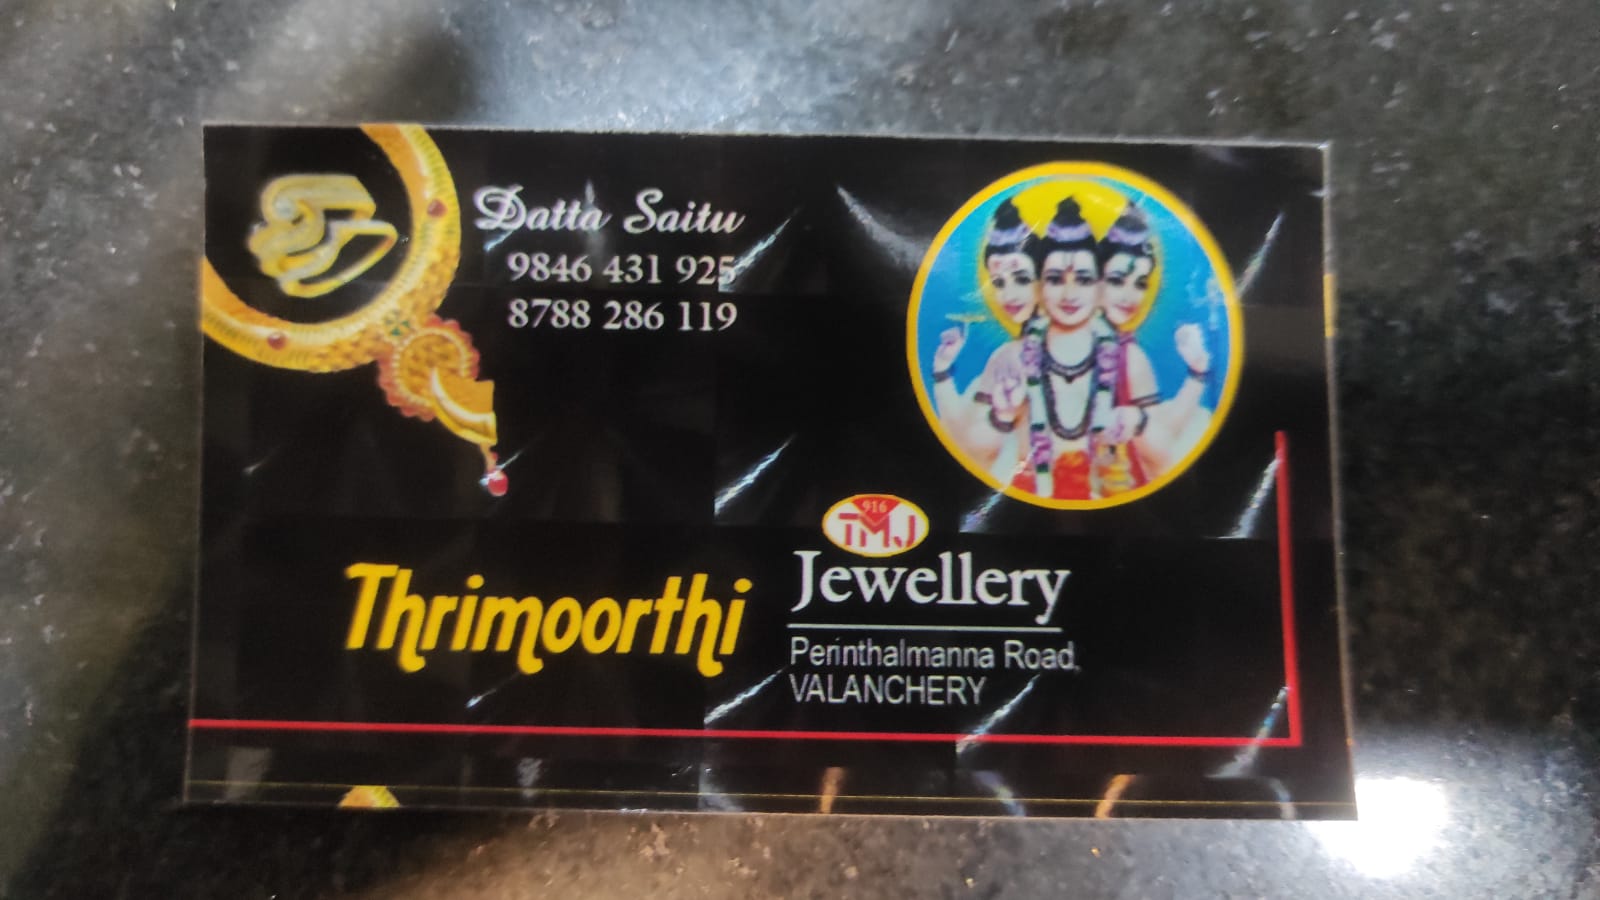 Datta Saitu
9846 431 925
8788 286 119
916
TMJ
Thrimoorthi
Jewellery
Perinthalmanna Road,
VALANCHERY